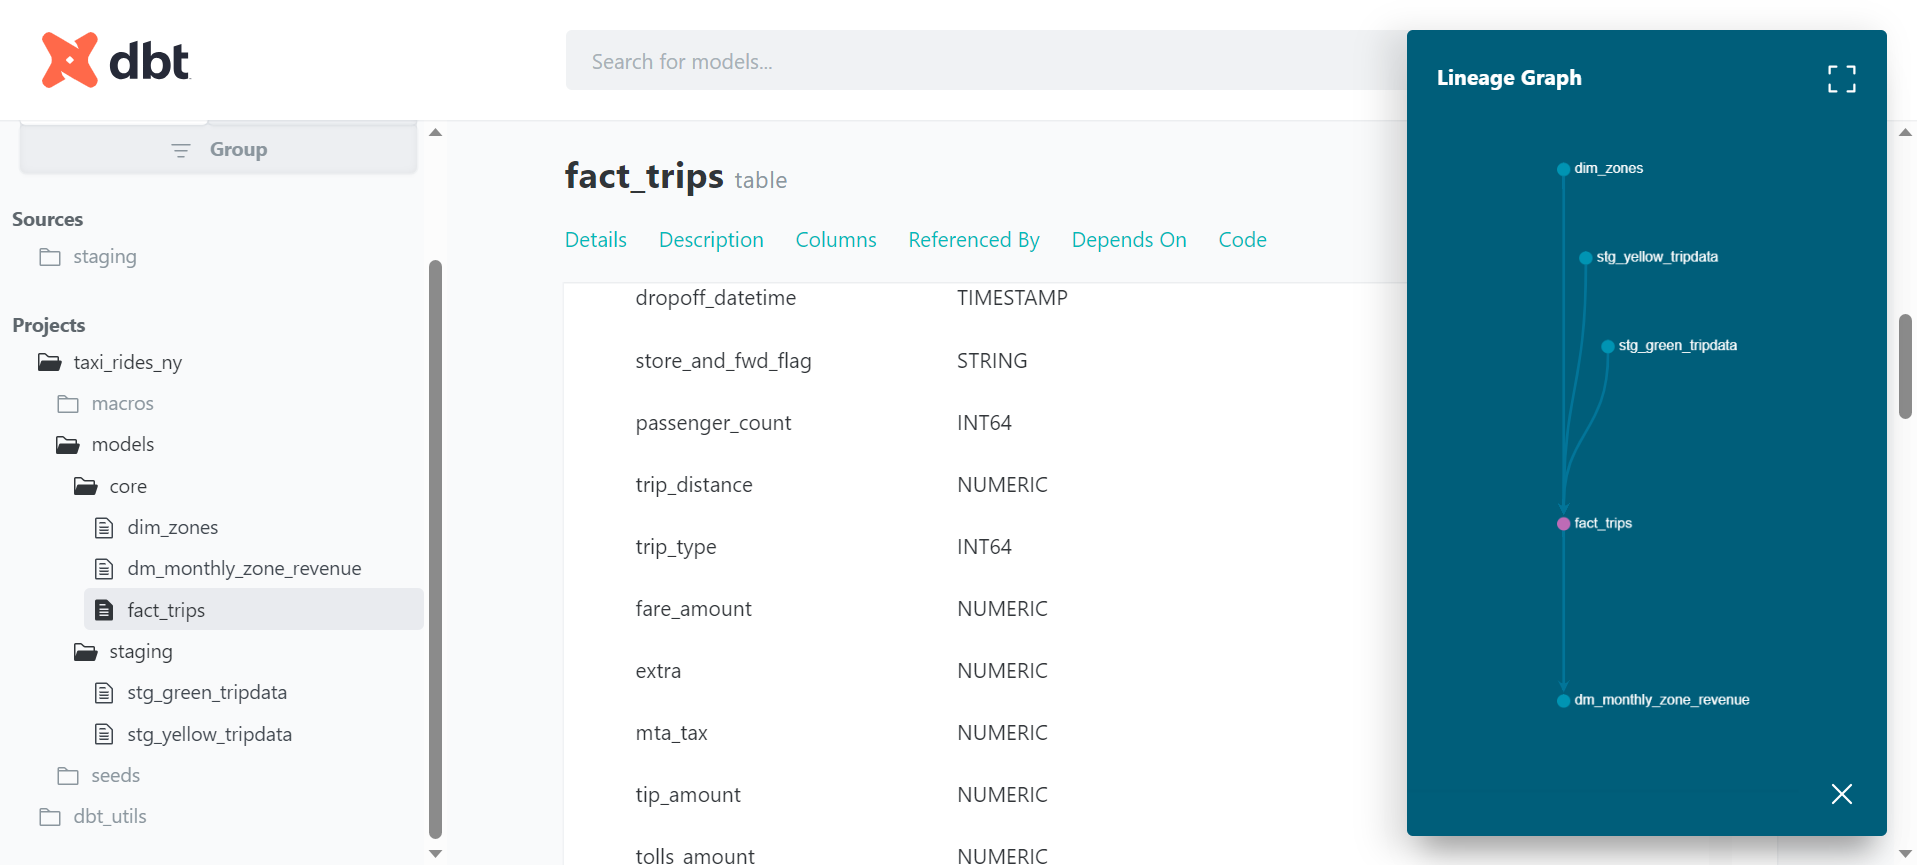 dbt
Search for models...
Group
Sources
staging
Projects
taxi_rides_ny
macros
models
core
dim_zones
dm_monthly_zone_revenue
fact_trips
staging
stg_green_tripdata
stg_yellow_tripdata
seeds
dbt_utils
fact_trips table
Details Description Columns Referenced By Depends On Code
dropoff_datetime TIMESTAMP
store_and_fwd_flag STRING
passenger_count INT64
trip_distance NUMERIC
trip_type INT64
fare_amount NUMERIC
extra NUMERIC
mta_tax NUMERIC
tip_amount NUMERIC
tolls_amount NUMERIC
Lineage Graph
dim_zones
stg_yellow_tripdata
stg_green_tripdata
fact_trips
dm_monthly_zone_revenue